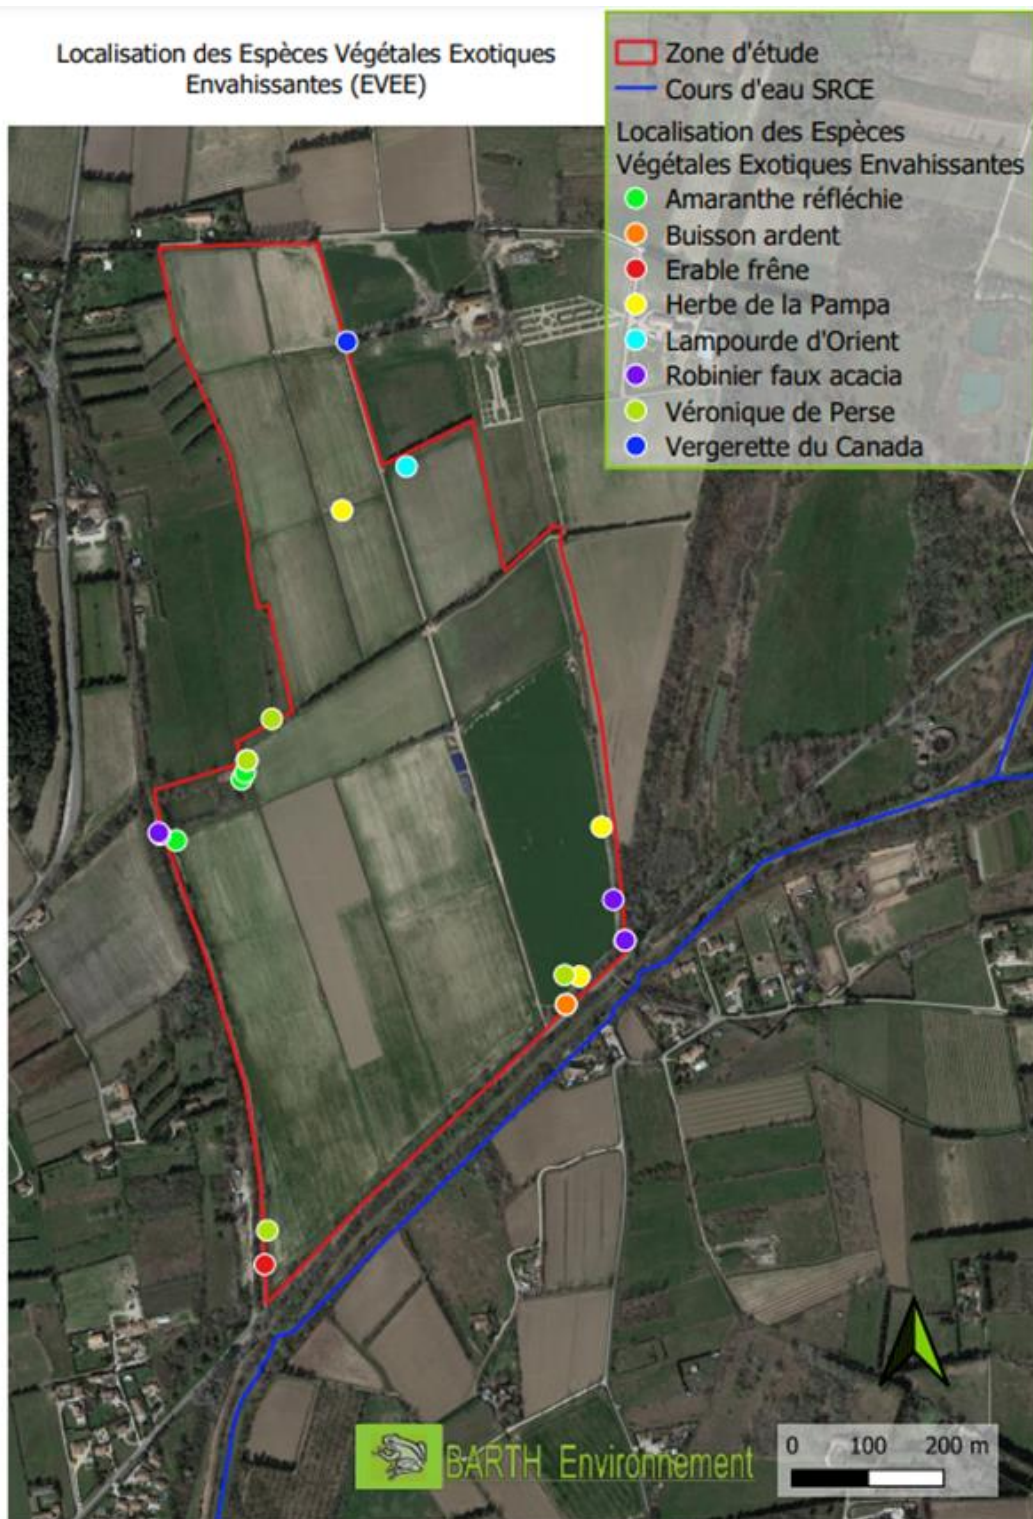 Localisation des Espèces Végétales Exotiques
Envahissantes (EVEE)
Zone d'étude
Cours d'eau SRCE
Localisation des Espèces
Végétales Exotiques Envahissantes
Amaranthe réfléchie
Buisson ardent
Erable frêne
Herbe de la Pampa
Lampourde d'Orient
Robinier faux acacia
Véronique de Perse
Vergerette du Canada
BARTH Environnement
0 100 200 m